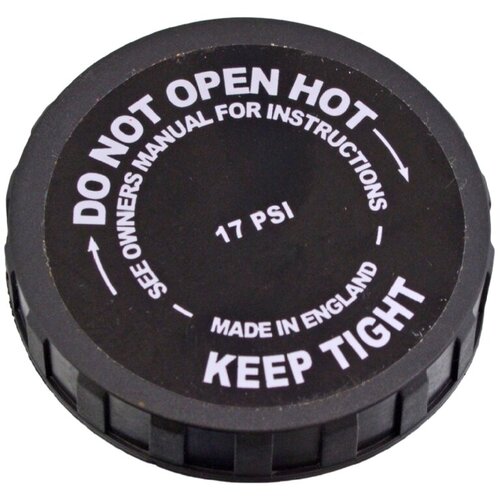 DO NOT OPEN HOT
SEE OWNERS MANUAL FOR INSTRUCTIONS
17 PSI
MADE IN ENGLAND
KEEP TIGHT